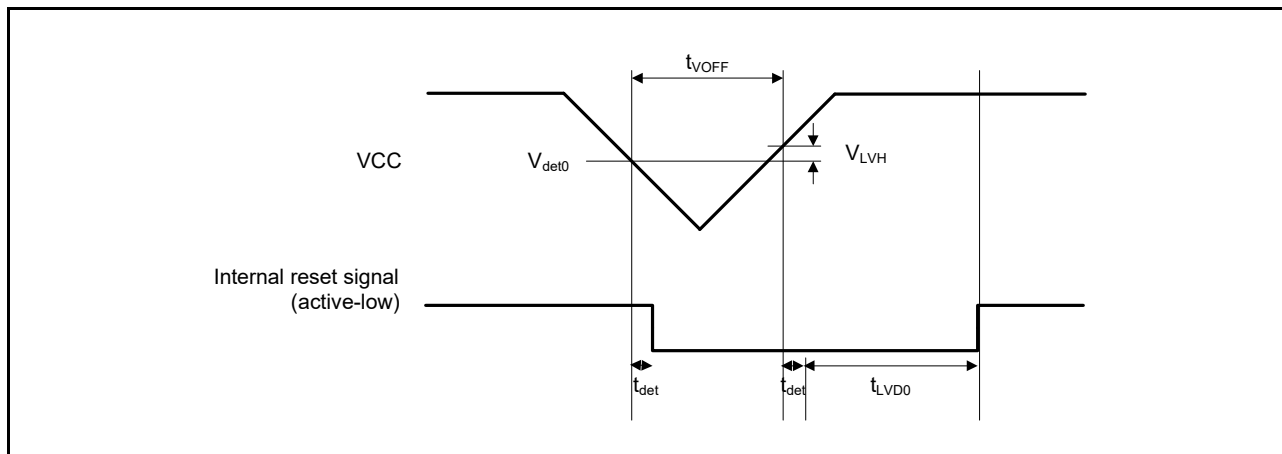 tVOFF
VCC
Vdet0
VLVH
Internal reset signal
(active-low)
tdet
tdet
tLVD0